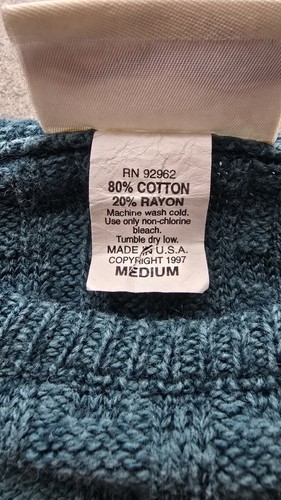 RN 92962
80% COTTON
20% RAYON
Machine wash cold.
Use only non-chlorine
bleach.
Tumble dry low.
MADE IN U.S.A.
COPYRIGHT 1997
MEDIUM